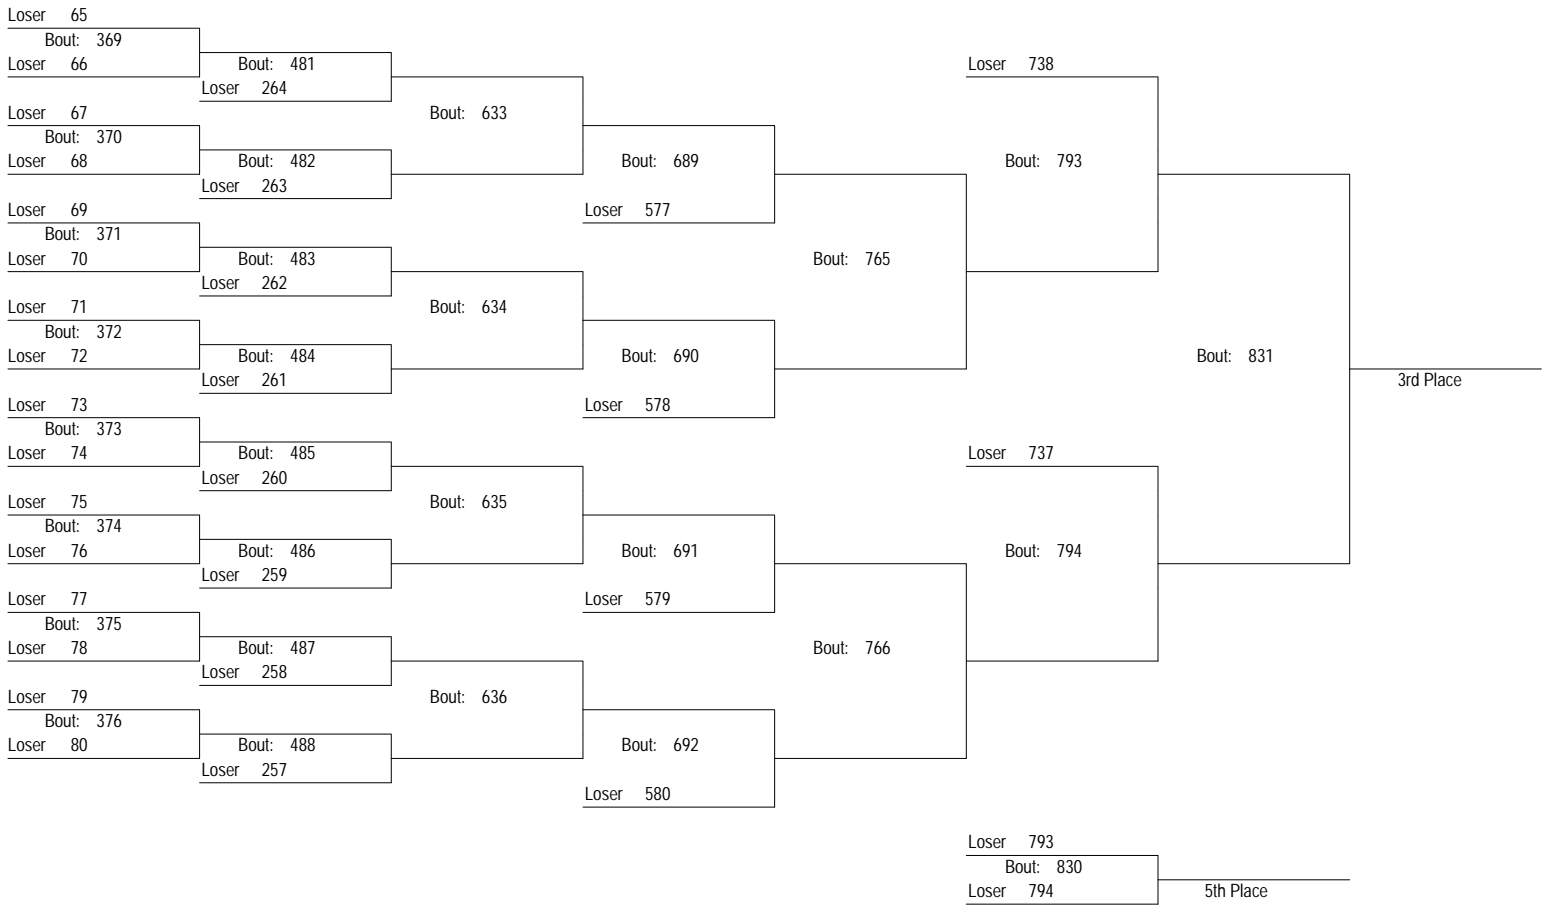 Loser 65
Bout: 369
Loser 66 Bout: 481 Loser 738
Loser 264
Loser 67 Bout: 633
Bout: 370
Loser 68 Bout: 482 Bout: 689 Bout: 793
Loser 263
Loser 69 Loser 577
Bout: 371
Loser 70 Bout: 483 Bout: 765
Loser 262
Loser 71 Bout: 634
Bout: 372
Loser 72 Bout: 484 Bout: 690 Bout: 831
Loser 261 3rd Place
Loser 73 Loser 578
Bout: 373
Loser 74 Bout: 485 Loser 737
Loser 260
Loser 75 Bout: 635
Bout: 374
Loser 76 Bout: 486 Bout: 691 Bout: 794
Loser 259
Loser 77 Loser 579
Bout: 375
Loser 78 Bout: 487 Bout: 766
Loser 258
Loser 79 Bout: 636
Bout: 376
Loser 80 Bout: 488 Bout: 692
Loser 257
Loser 580
Loser 793
Bout: 830
Loser 794 5th Place